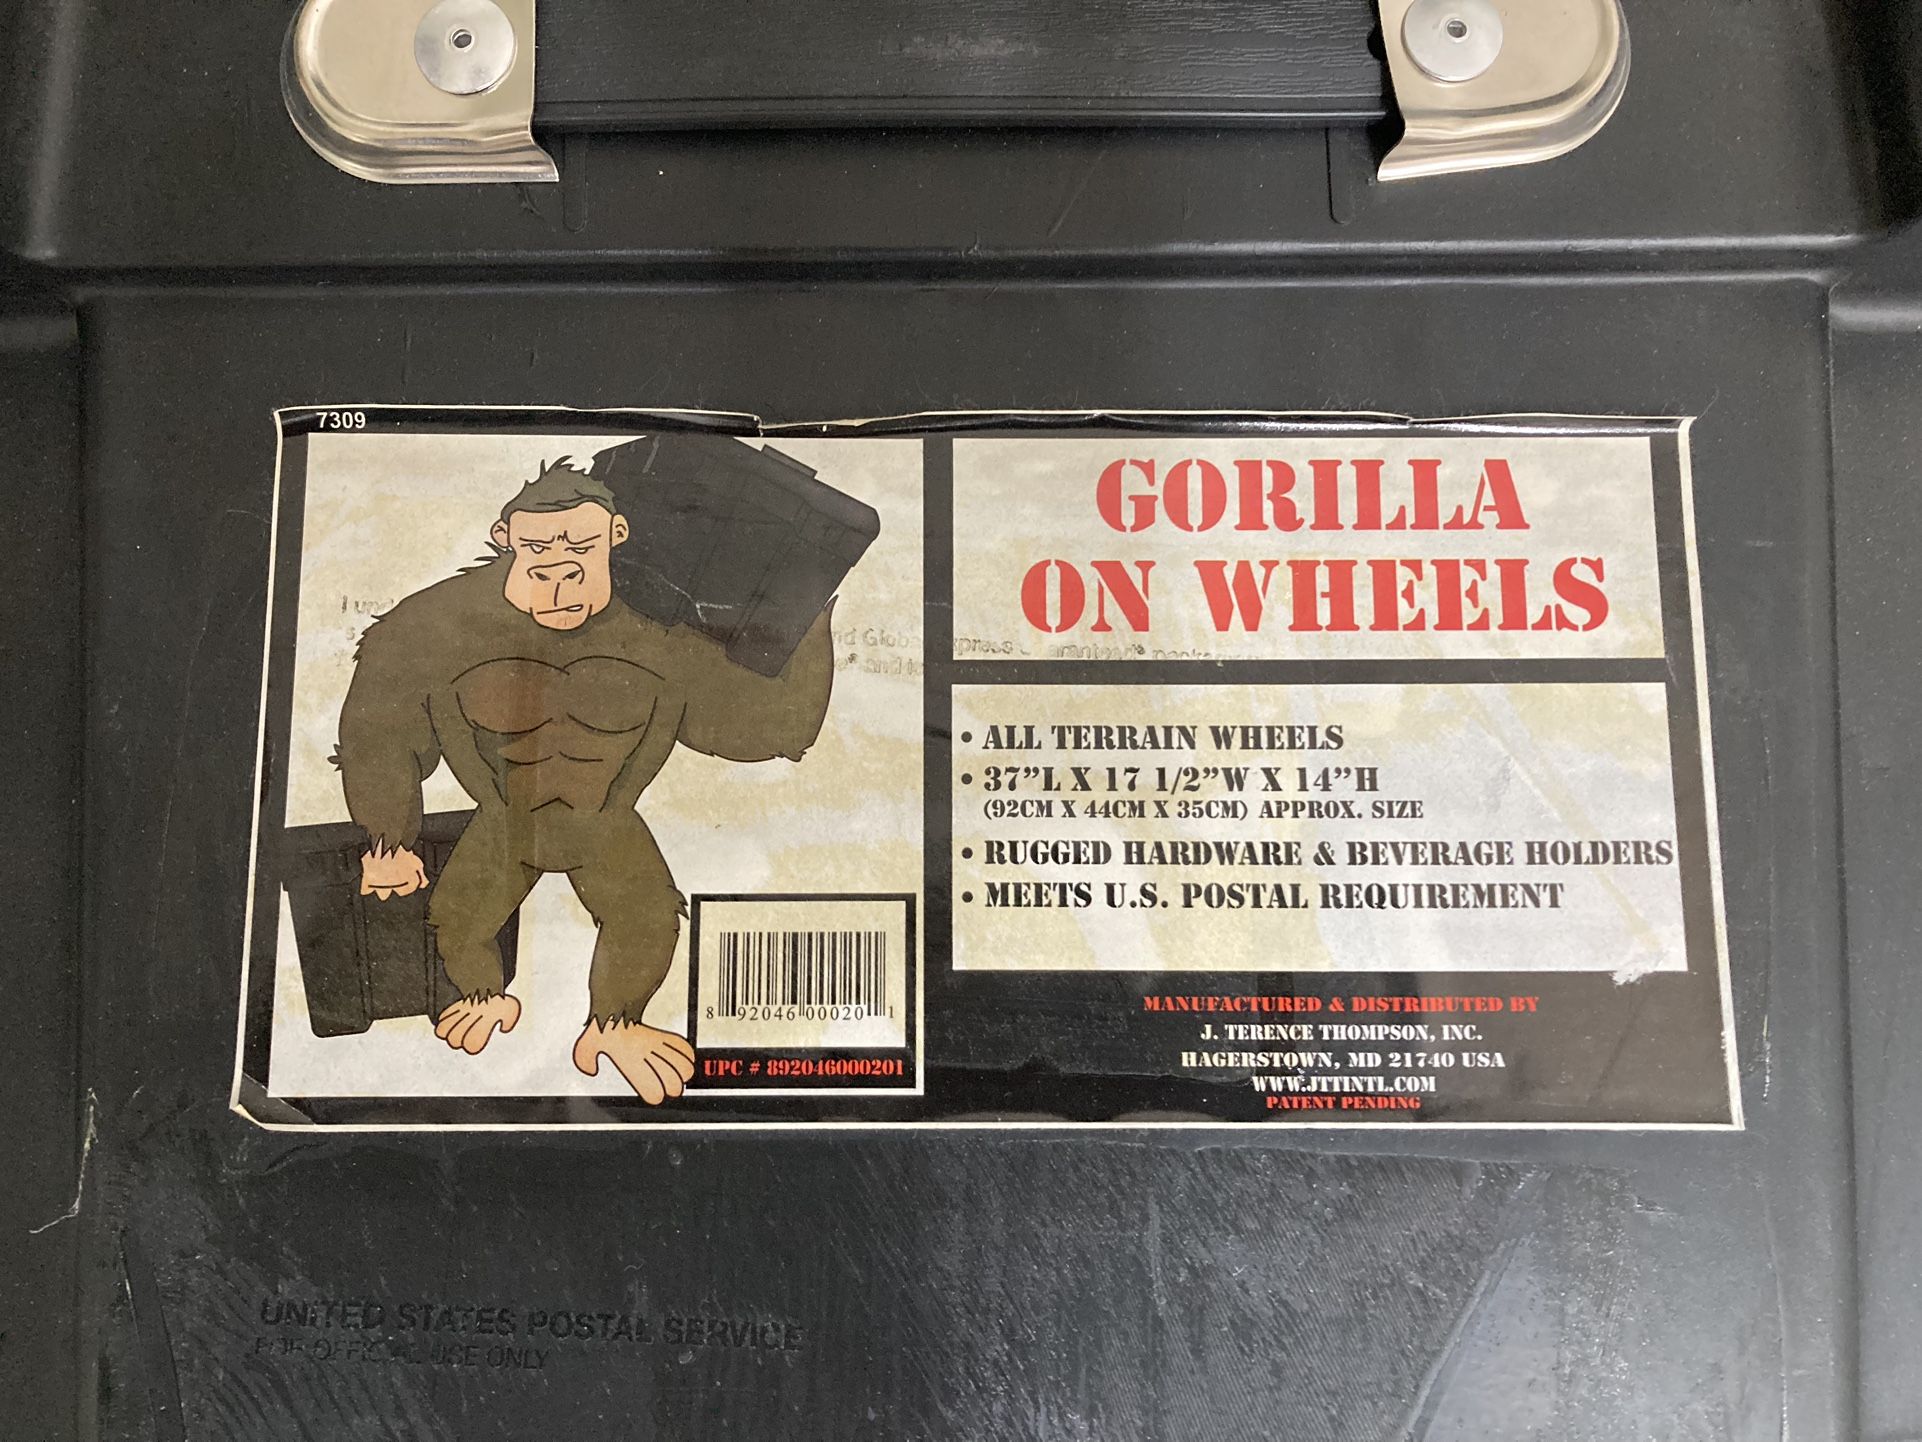 7309
GORILLA
ON WHEELS
• ALL TERRAIN WHEELS
• 37”L X 17 1/2”W X 14”H
(92CM X 44CM X 35CM) APPROX. SIZE
• RUGGED HARDWARE & BEVERAGE HOLDERS
• MEETS U.S. POSTAL REQUIREMENT
8 92046 00020 1
UPC # 892046000201
MANUFACTURED & DISTRIBUTED BY
J. TERENCE THOMPSON, INC.
HAGERSTOWN, MD 21740 USA
WWW.JTTINTL.COM
PATENT PENDING
UNITED STATES POSTAL SERVICE
FOR OFFICIAL USE ONLY